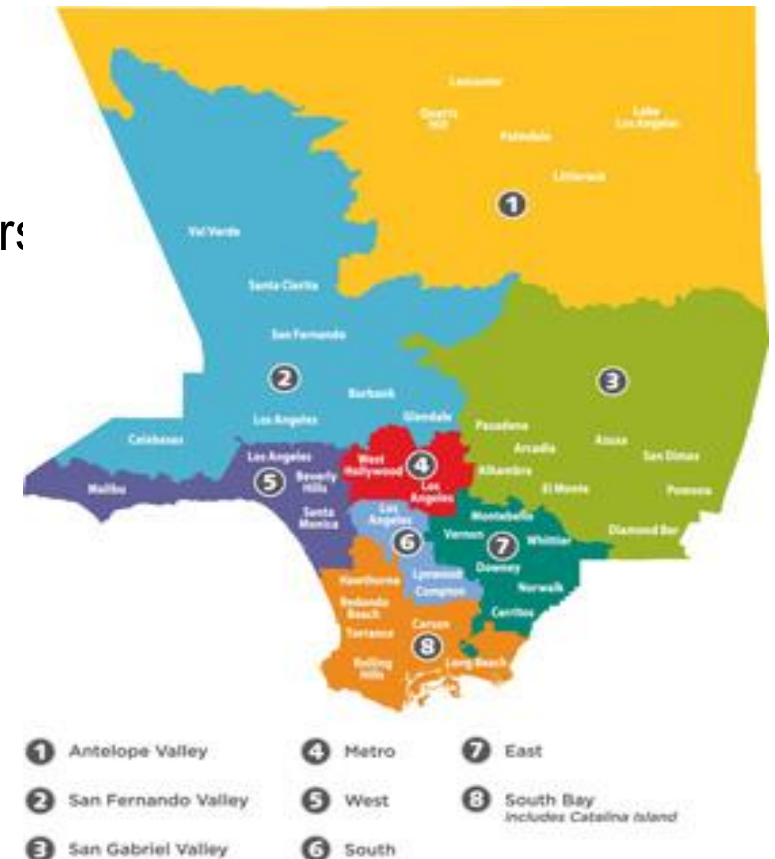 Lancaster
Quartz
Hill
Lake
Los Angeles
Palmdale
Littlerock
1
Val Verde
Santa Clarita
San Fernando
2
3
Burbank
Los Angeles
Glendale
Calabasas
Pasadena
Arcadia
Azusa
San Dimas
Los Angeles
West
Hollywood
4
Alhambra
5
Beverly
Hills
Los
Angeles
El Monte
Pomona
Malibu
Santa
Monica
Los
Angeles
Montebello
6
Vernon
7
Whittier
Diamond Bar
Downey
Hawthorne
Lynwood
Compton
Norwalk
Redondo
Beach
Cerritos
Torrance
Carson
8
Rolling
Hills
Long Beach
1 Antelope Valley
2 San Fernando Valley
3 San Gabriel Valley
4 Metro
5 West
6 South
7 East
8 South Bay
includes Catalina Island